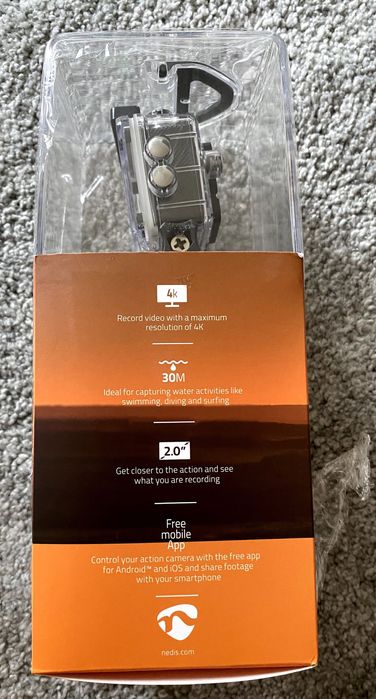 4k
Record video with a maximum
resolution of 4K
30M
Ideal for capturing water activities like
swimming, diving and surfing
2.0"
Get closer to the action and see
what you are recording
Free
mobile
App
Control your action camera with the free app
for Android™ and iOS and share footage
with your smartphone
nedis.com